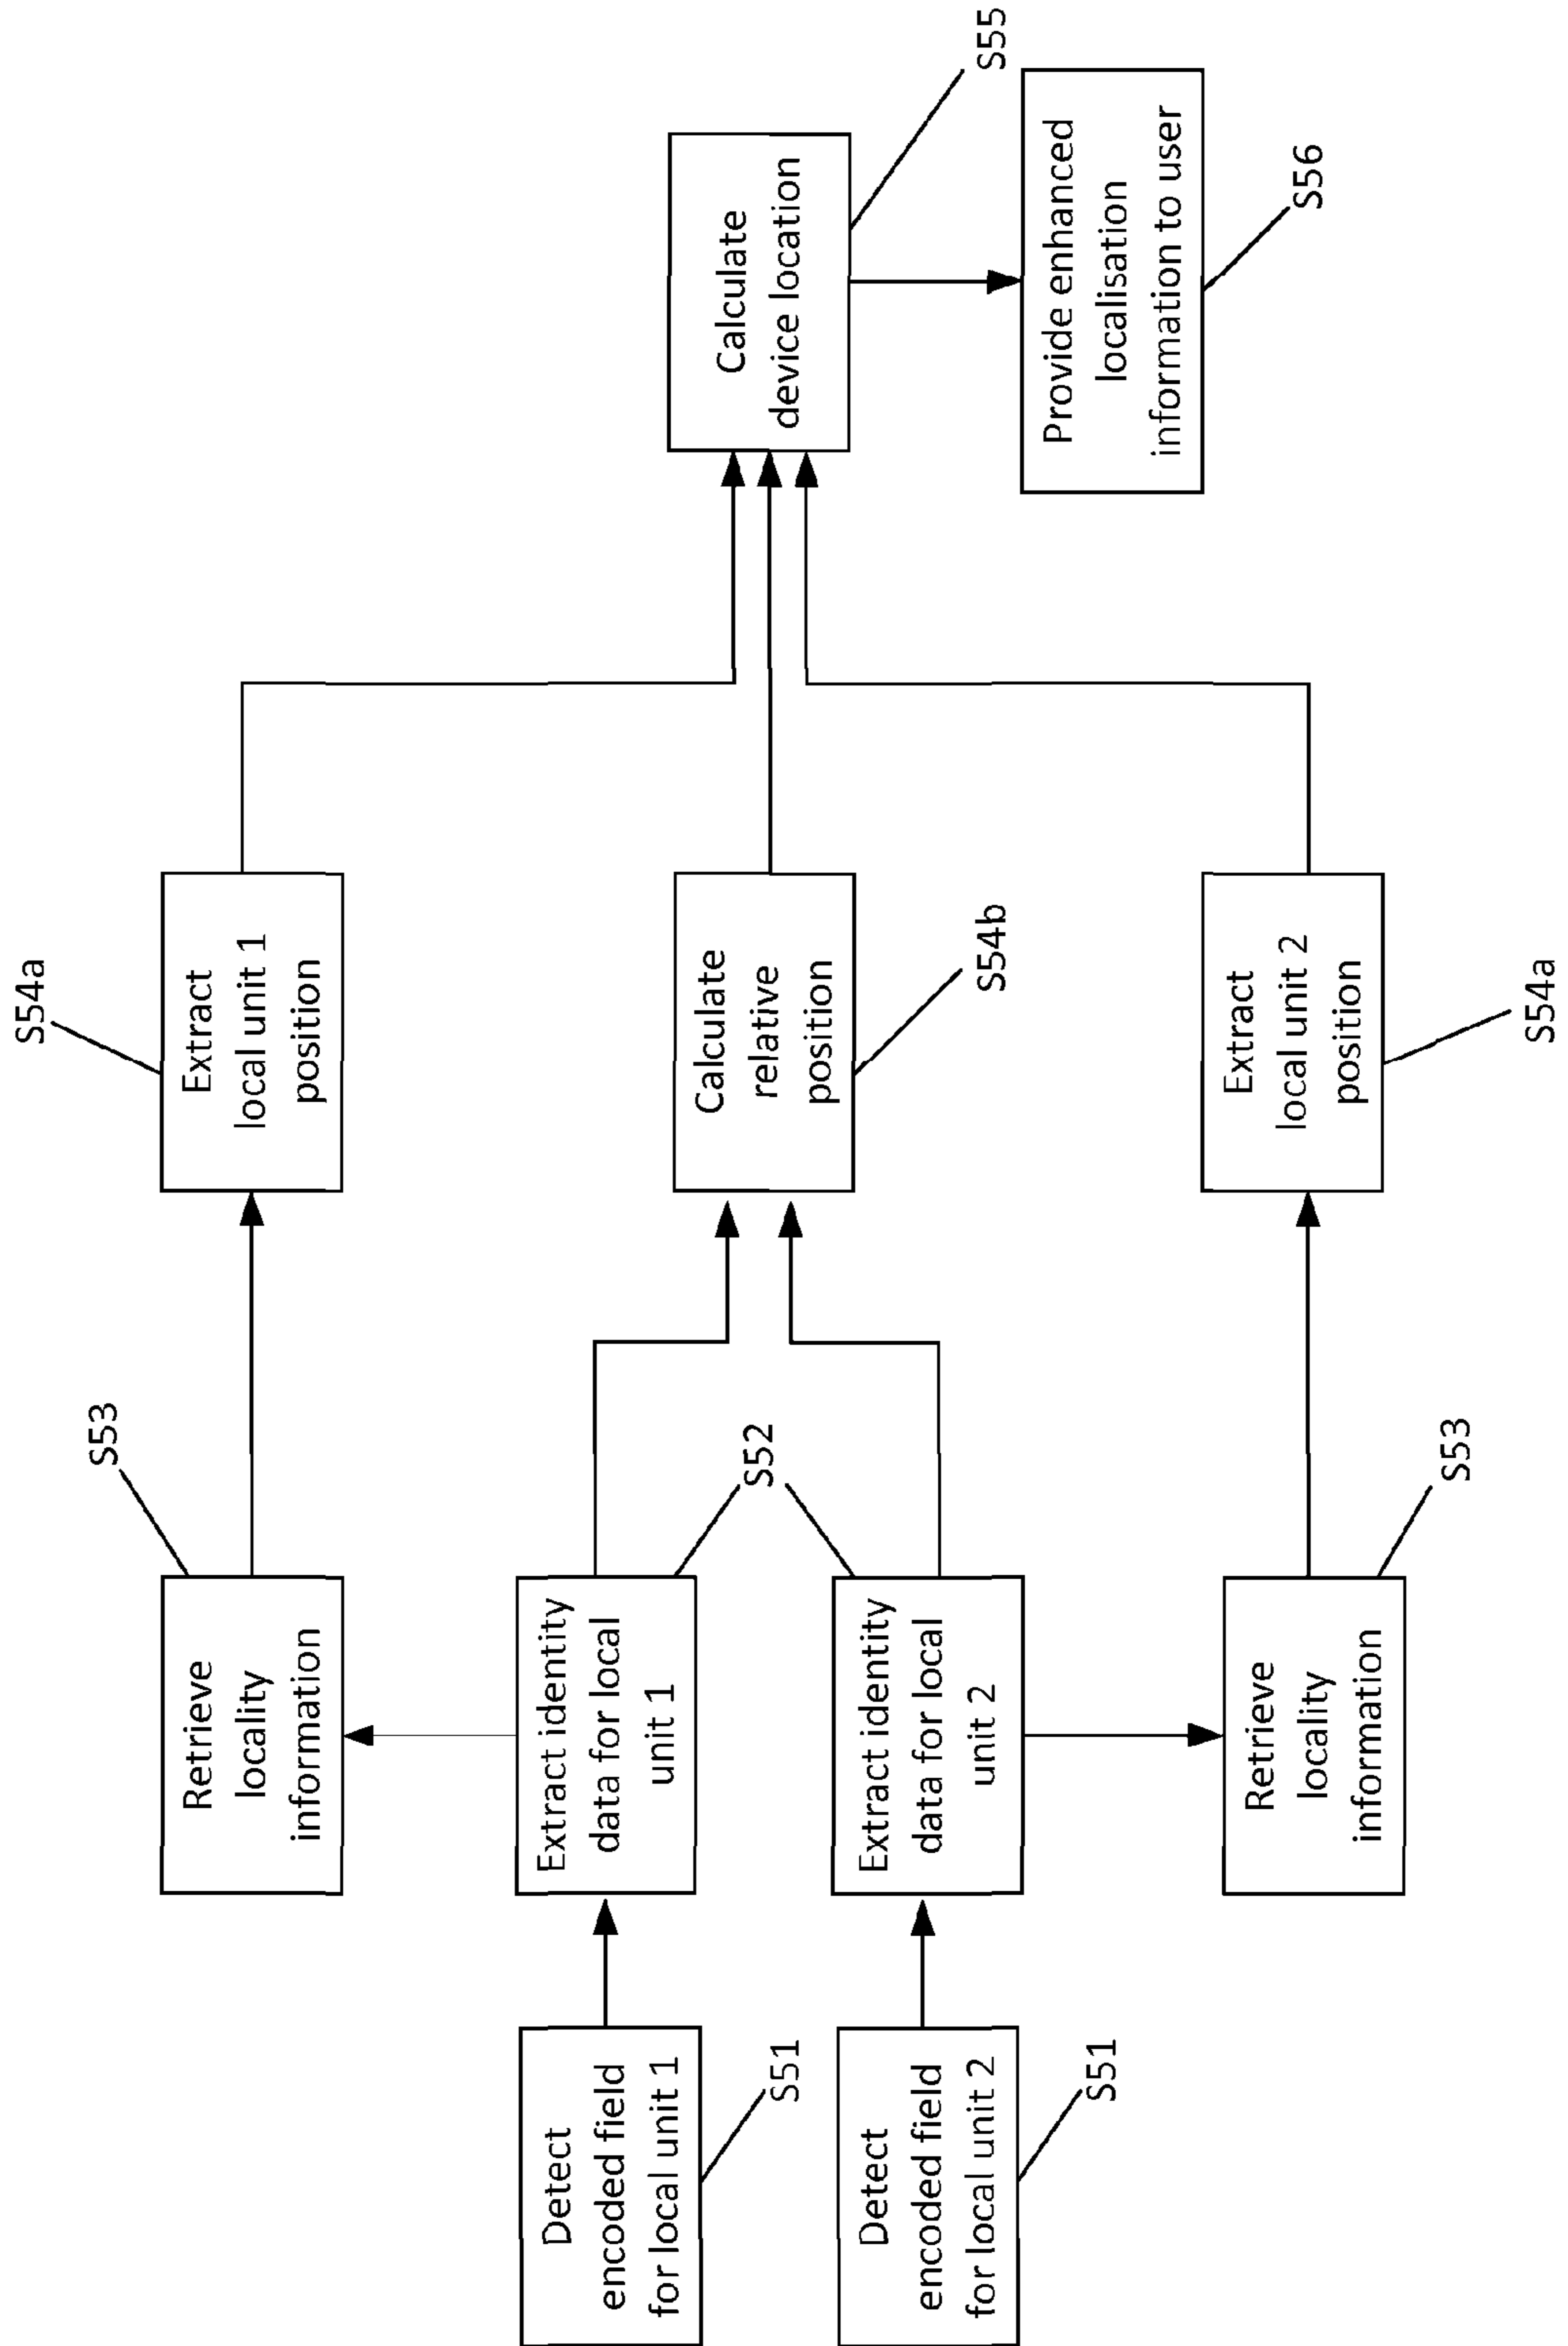 Detect
encoded field
for local unit 1
S51
Detect
encoded field
for local unit 2
S51
Extract identity
data for local
unit 1
Extract identity
data for local
unit 2
S52
Retrieve
locality
information
S53
Retrieve
locality
information
S53
Extract
local unit 1
position
S54a
Calculate
relative
position
S54b
Extract
local unit 2
position
S54a
Calculate
device location
S55
Provide enhanced
localisation
information to user
S56